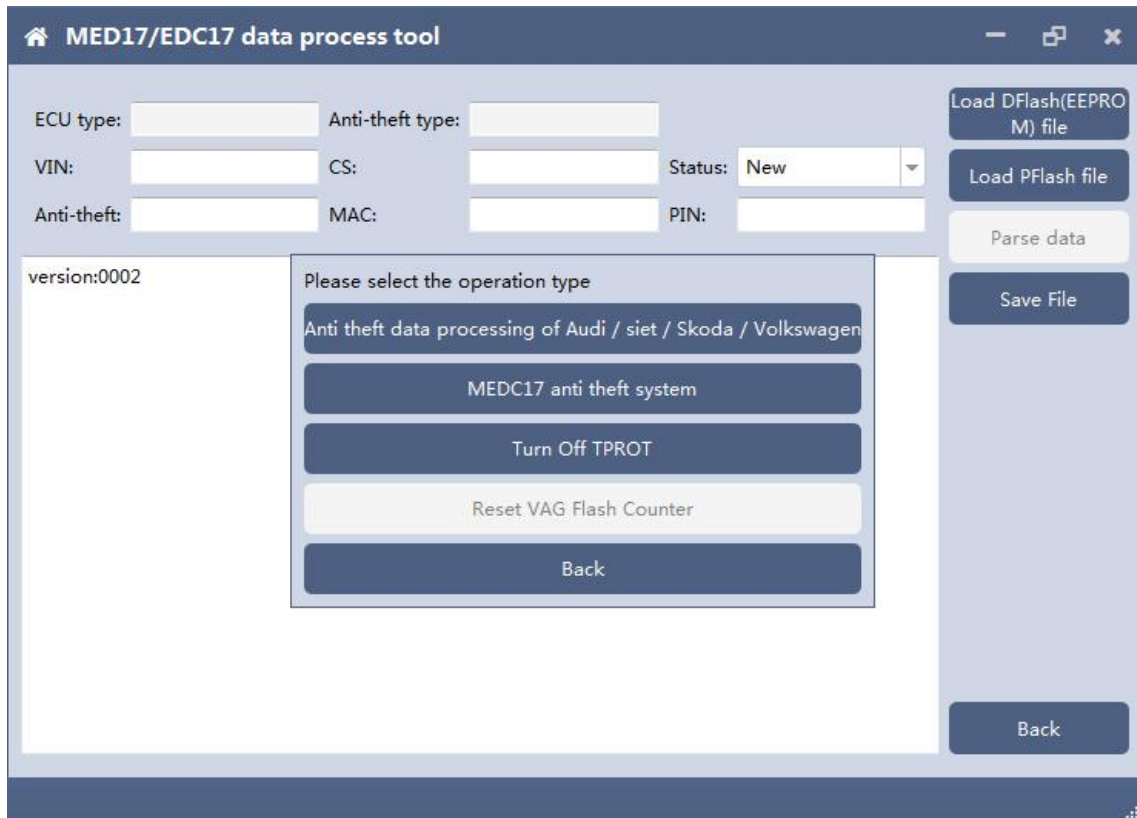 MED17/EDC17 data process tool
ECU type:
Anti-theft type:
VIN:
CS:
Status: New
Anti-theft:
MAC:
PIN:
Load DFlash(EEPRO
M) file
Load PFlash file
Parse data
Save File
version:0002
Please select the operation type
Anti theft data processing of Audi / siet / Skoda / Volkswagen
MEDC17 anti theft system
Turn Off TPROT
Reset VAG Flash Counter
Back
Back